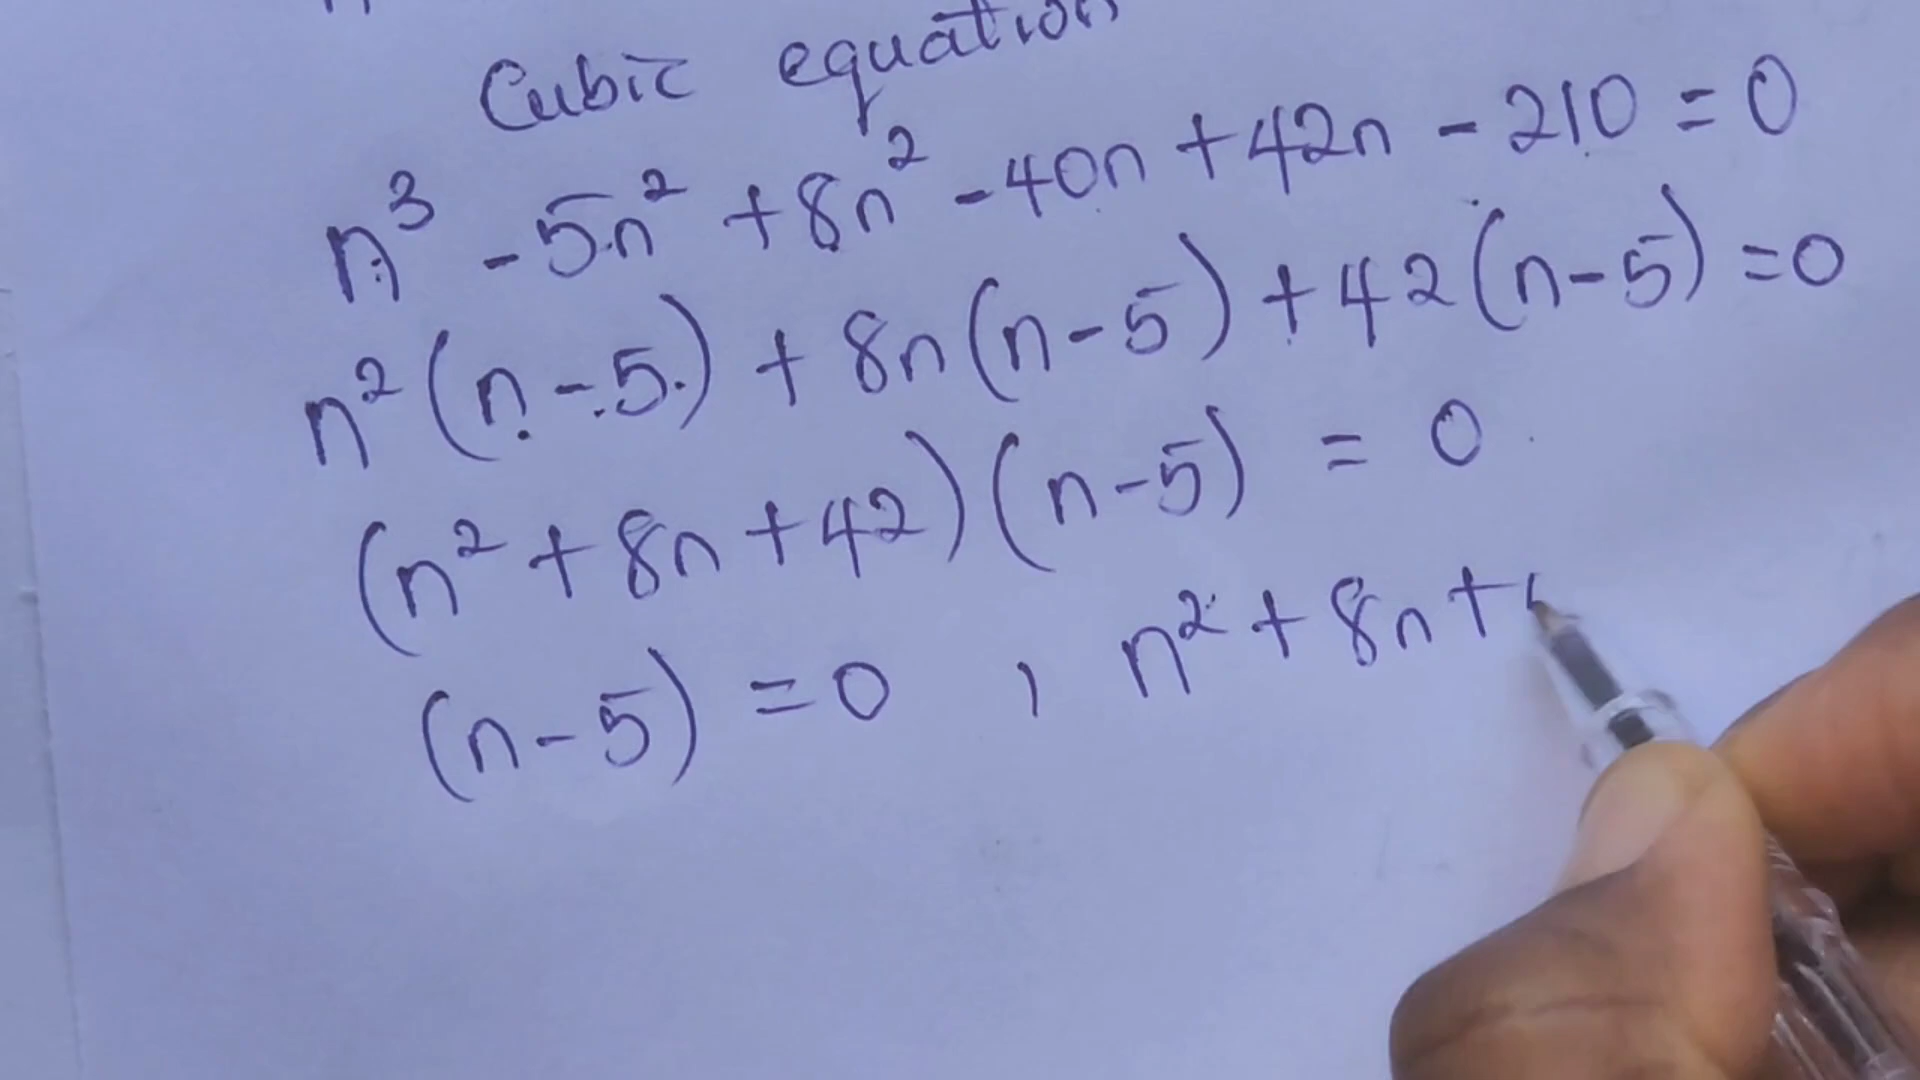 Cubic equation
n³ - 5n² + 8n² - 40n + 42n - 210 = 0
n²(n - 5) + 8n(n - 5) + 42(n - 5) = 0
(n² + 8n + 42)(n - 5) = 0
(n - 5) = 0 , n² + 8n +